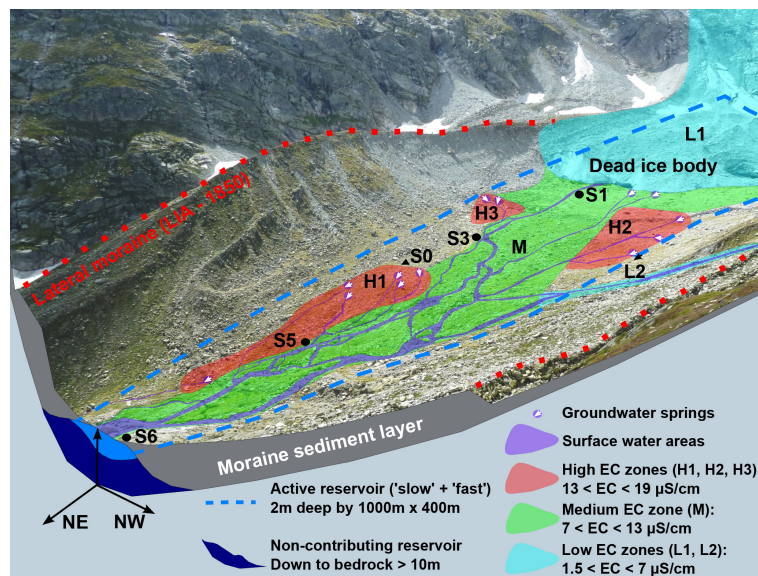 L1
Dead ice body
Lateral moraine (LIA - 1850)
S1
H3
S3
H2
M
S0
L2
H1
S5
S6
Moraine sediment layer
NE
NW
Active reservoir ('slow' + 'fast')
2m deep by 1000m x 400m
Non-contributing reservoir
Down to bedrock > 10m
Groundwater springs
Surface water areas
High EC zones (H1, H2, H3)
13 < EC < 19 µS/cm
Medium EC zone (M):
7 < EC < 13 µS/cm
Low EC zones (L1, L2):
1.5 < EC < 7 µS/cm